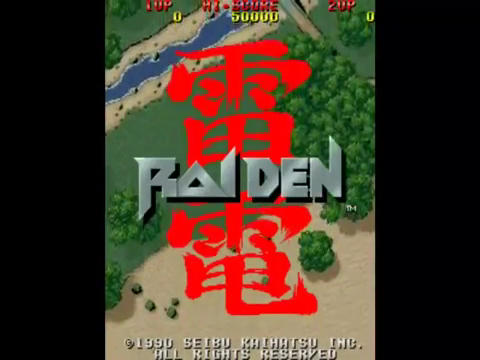 1UP HI-SCORE 2UP
0 50000 0
雷電
RAIDEN
TM
©1990 SEIBU KAIHATSU INC.
ALL RIGHTS RESERVED